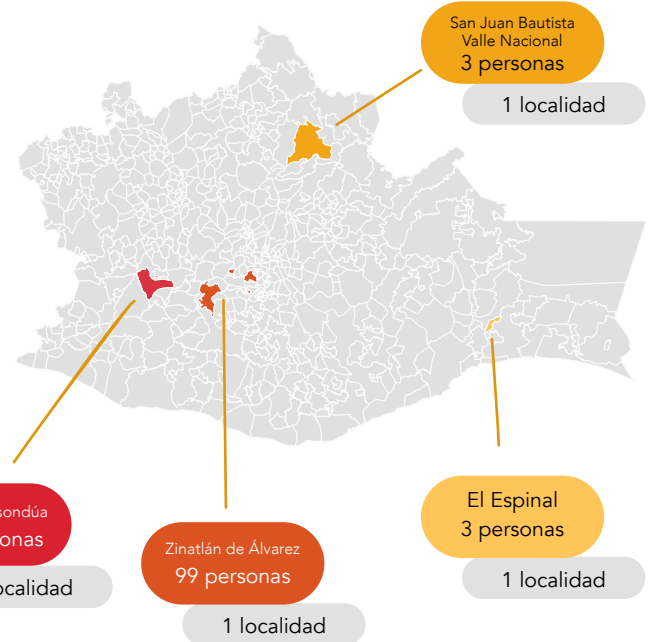 San Juan Bautista
Valle Nacional
3 personas
1 localidad
sondúa
onas
ocalidad
Zinatlán de Álvarez
99 personas
1 localidad
El Espinal
3 personas
1 localidad